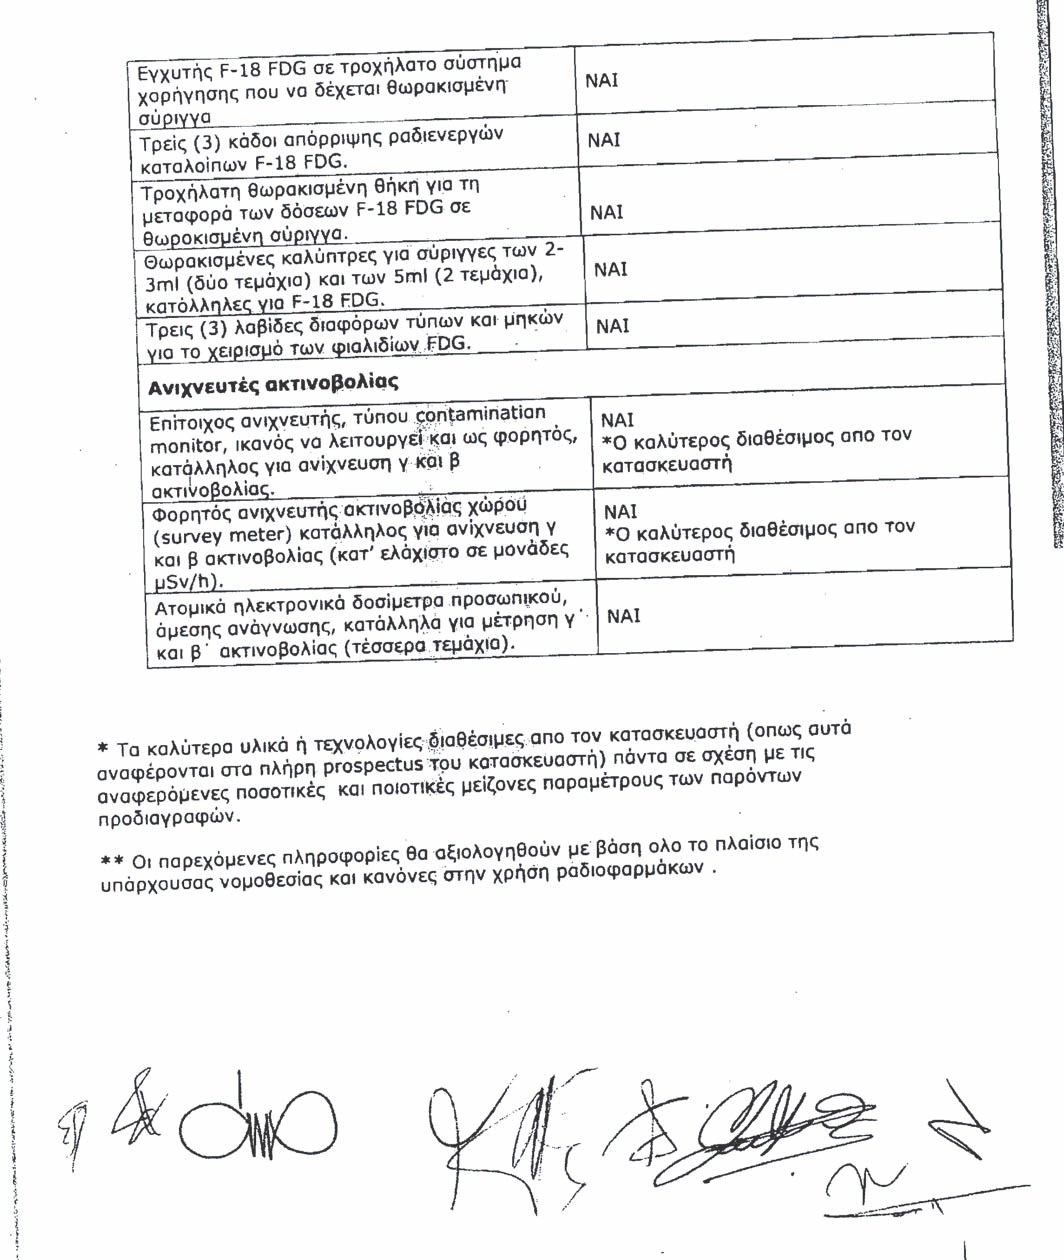 Εγχυτής F-18 FDG σε τροχήλατο σύστημα
χορήγησης που να δέχεται θωρακισμένη
σύριγγα
ΝΑΙ
Τρείς (3) κάδοι απόρριψης ραδιενεργών
καταλοίπων F-18 FDG.
ΝΑΙ
Τροχήλατη θωρακισμένη θήκη για τη
μεταφορά των δόσεων F-18 FDG σε
θωρακισμένη σύριγγα.
ΝΑΙ
Θωρακισμένες καλύπτρες για σύριγγες των 2-
3ml (δύο τεμάχια) και των 5ml (2 τεμάχια),
κατάλληλες για F-18 FDG.
ΝΑΙ
Τρεις (3) λαβίδες διαφόρων τύπων και μηκών
για το χειρισμό των φιαλιδίων FDG.
ΝΑΙ
Ανιχνευτές ακτινοβολίας
Επίτοιχος ανιχνευτής, τύπου contamination
monitor, ικανός να λειτουργεί και ως φορητός,
κατάλληλος για ανίχνευση γ και β
ακτινοβολίας.
ΝΑΙ
*Ο καλύτερος διαθέσιμος απο τον
κατασκευαστή
Φορητός ανιχνευτής ακτινοβολίας χώρου
(survey meter) κατάλληλος για ανίχνευση γ
και β ακτινοβολίας (κατ' ελάχιστο σε μονάδες
μSv/h).
ΝΑΙ
*Ο καλύτερος διαθέσιμος απο τον
κατασκευαστή
Ατομικά ηλεκτρονικά δοσίμετρα προσωπικού,
άμεσης ανάγνωσης, κατάλληλα για μέτρηση γ΄
και β΄ ακτινοβολίας (τέσσερα τεμάχια).
ΝΑΙ
* Τα καλύτερα υλικά ή τεχνολογίες διαθέσιμες απο τον κατασκευαστή (οπως αυτά
αναφέρονται στα πλήρη prospectus του κατασκευαστή) πάντα σε σχέση με τις
αναφερόμενες ποσοτικές και ποιοτικές μείζονες παραμέτρους των παρόντων
προδιαγραφών.
** Οι παρεχόμενες πληροφορίες θα αξιολογηθούν με βάση ολο το πλαίσιο της
υπάρχουσας νομοθεσίας και κανόνες στην χρήση ραδιοφαρμάκων .